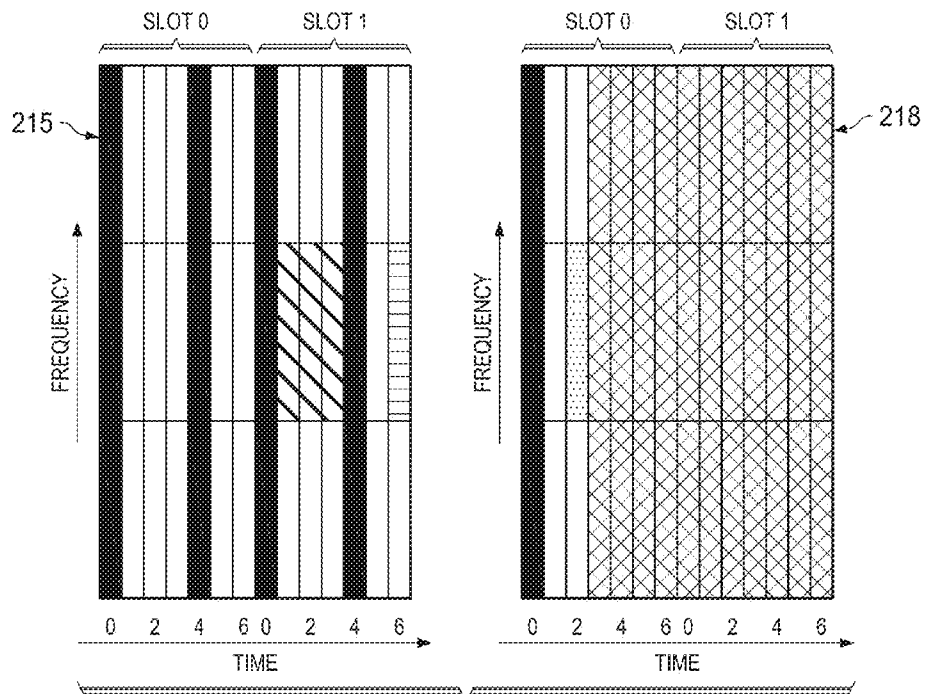 SLOT 0 SLOT 1 SLOT 0 SLOT 1
215 218
FREQUENCY FREQUENCY
0 2 4 6 0 2 4 6 0 2 4 6 0 2 4 6
TIME TIME